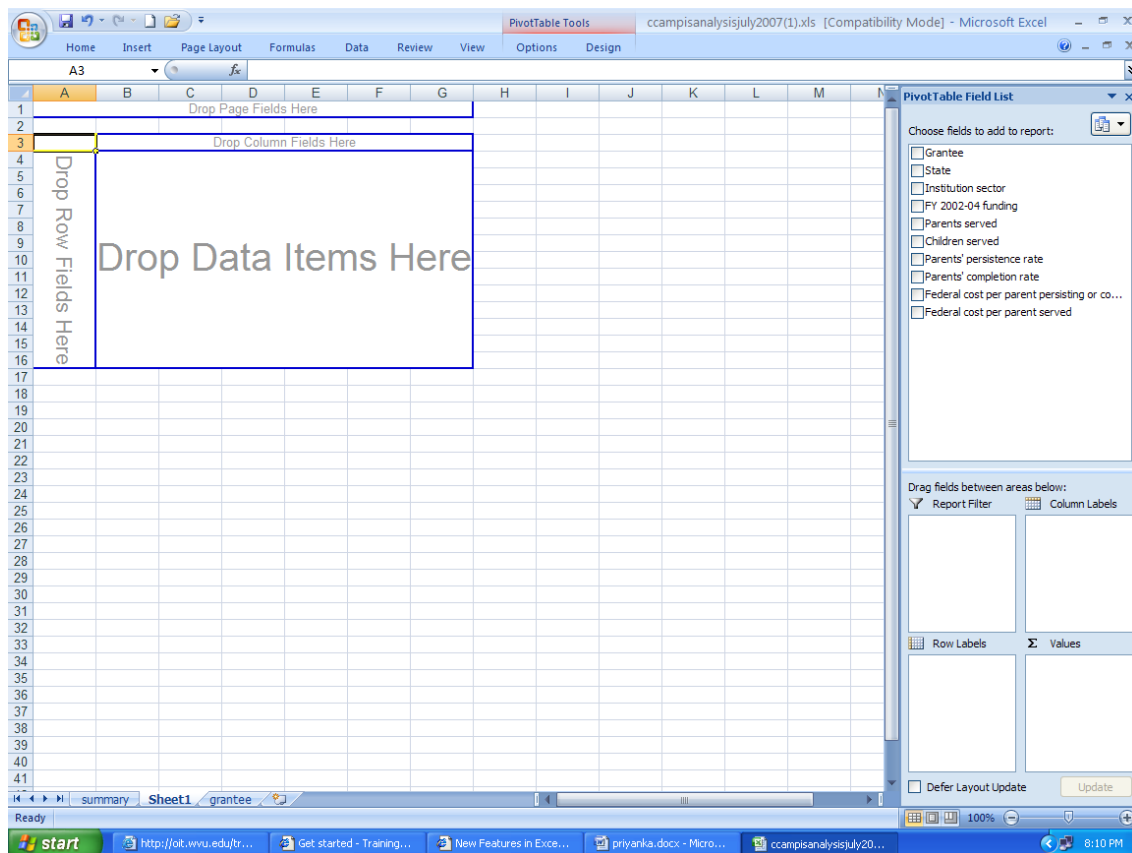 PivotTable Tools
ccampisanalysisjuly2007(1).xls [Compatibility Mode] - Microsoft Excel
Home Insert Page Layout Formulas Data Review View Options Design
A3 fx
A B C D E F G H I J K L M N
1 Drop Page Fields Here
2
3 Drop Column Fields Here
4
5
6
7
8
9
10
11
12
13
14
15
16
Drop Row Fields Here
Drop Data Items Here
17
18
19
20
21
22
23
24
25
26
27
28
29
30
31
32
33
34
35
36
37
38
39
40
41
PivotTable Field List
Choose fields to add to report:
Grantee
State
Institution sector
FY 2002-04 funding
Parents served
Children served
Parents' persistence rate
Parents' completion rate
Federal cost per parent persisting or co...
Federal cost per parent served
Drag fields between areas below:
Report Filter Column Labels
Row Labels Σ Values
Defer Layout Update Update
summary Sheet1 grantee
Ready 100%
start http://oit.wvu.edu/tr... Get started - Training... New Features in Exce... priyanka.docx - Micro... ccampisanalysisjuly20... 8:10 PM